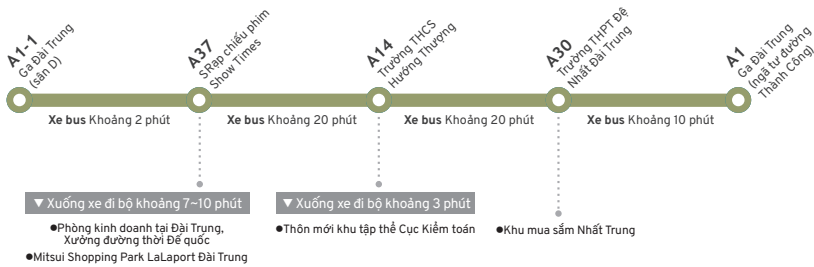 A1-1
Ga Đài Trung
(sân D)
A37
SRạp chiếu phim
Show Times
A14
Trường THCS
Hướng Thượng
A30
Trường THPT Đệ
Nhất Đài Trung
A1
Ga Đài Trung
(ngã tư đường
Thành Công)
Xe bus Khoảng 2 phút
Xe bus Khoảng 20 phút
Xe bus Khoảng 20 phút
Xe bus Khoảng 10 phút
▼ Xuống xe đi bộ khoảng 7~10 phút
●Phòng kinh doanh tại Đài Trung,
Xưởng đường thời Đế quốc
●Mitsui Shopping Park LaLaport Đài Trung
▼ Xuống xe đi bộ khoảng 3 phút
●Thôn mới khu tập thể Cục Kiểm toán
●Khu mua sắm Nhất Trung